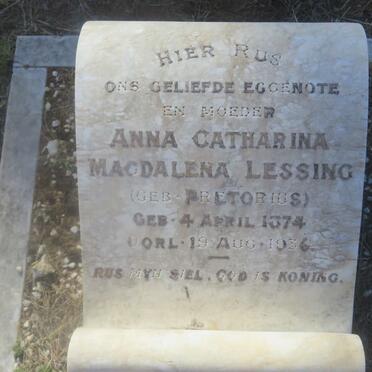 HIER RUS
ONS GELIEFDE EGGENOTE
EN MOEDER
ANNA CATHARINA
MAGDALENA LESSING
(GEB. PRETORIUS)
GEB. 4 APRIL 1874
OORL. 19 AUG. 1936
RUS MYN SIEL, GOD IS KONING.